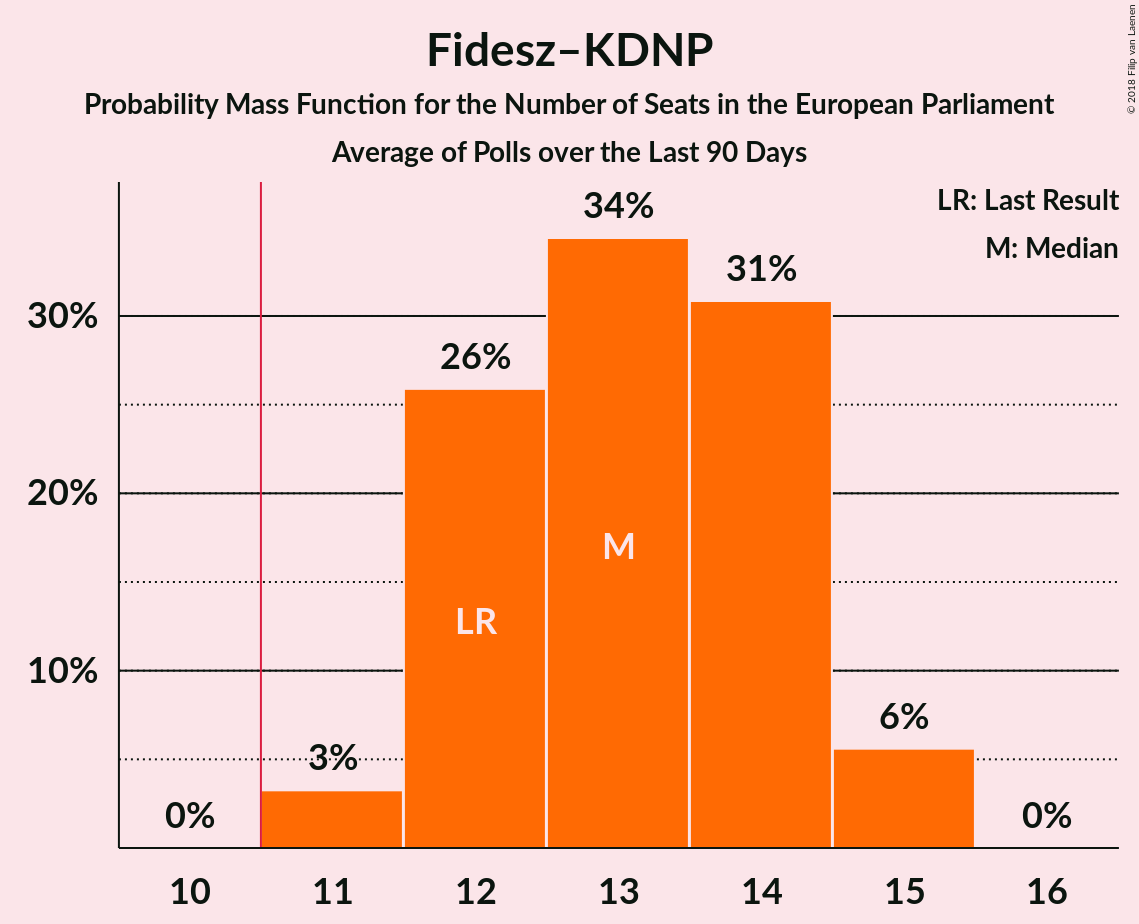 Fidesz–KDNP
Probability Mass Function for the Number of Seats in the European Parliament
Average of Polls over the Last 90 Days
© 2018 Filip van Laenen
LR: Last Result
M: Median
34%
31%
30%
26%
20%
M
LR
10%
6%
3%
0%
0%
10 11 12 13 14 15 16